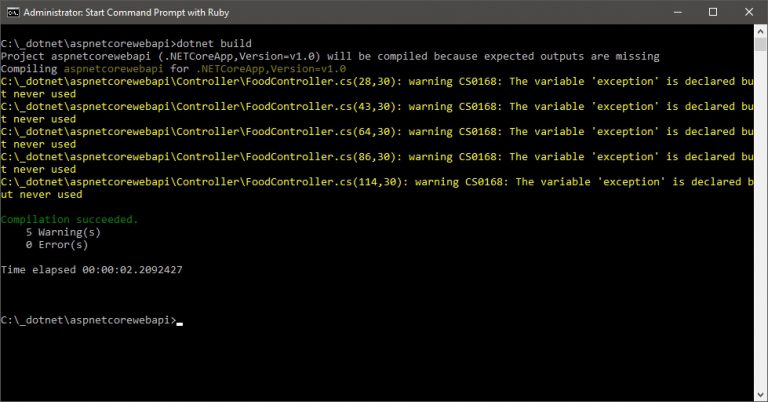 Administrator: Start Command Prompt with Ruby
C:\_dotnet\aspnetcorewebapi>dotnet build
Project aspnetcorewebapi (.NETCoreApp,Version=v1.0) will be compiled because expected outputs are missing
Compiling aspnetcorewebapi for .NETCoreApp,Version=v1.0
C:\_dotnet\aspnetcorewebapi\Controller\FoodController.cs(28,30): warning CS0168: The variable 'exception' is declared bu
t never used
C:\_dotnet\aspnetcorewebapi\Controller\FoodController.cs(43,30): warning CS0168: The variable 'exception' is declared bu
t never used
C:\_dotnet\aspnetcorewebapi\Controller\FoodController.cs(64,30): warning CS0168: The variable 'exception' is declared bu
t never used
C:\_dotnet\aspnetcorewebapi\Controller\FoodController.cs(86,30): warning CS0168: The variable 'exception' is declared bu
t never used
C:\_dotnet\aspnetcorewebapi\Controller\FoodController.cs(114,30): warning CS0168: The variable 'exception' is declared b
ut never used
Compilation succeeded.
5 Warning(s)
0 Error(s)
Time elapsed 00:00:02.2092427
C:\_dotnet\aspnetcorewebapi>